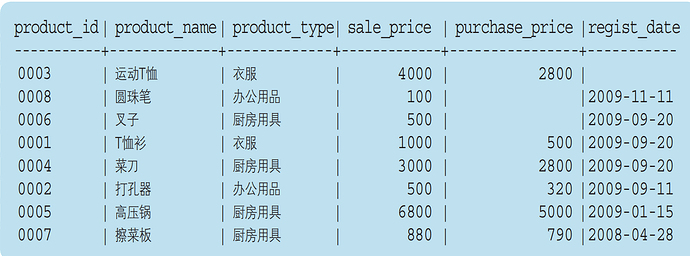 product_id| product_name| product_type| sale_price | purchase_price |regist_date
----------+-------------+-------------+------------+----------------+-----------
0003 | 运动T恤 | 衣服 | 4000 | 2800 |
0008 | 圆珠笔 | 办公用品 | 100 | |2009-11-11
0006 | 叉子 | 厨房用具 | 500 | |2009-09-20
0001 | T恤衫 | 衣服 | 1000 | 500 |2009-09-20
0004 | 菜刀 | 厨房用具 | 3000 | 2800 |2009-09-20
0002 | 打孔器 | 办公用品 | 500 | 320 |2009-09-11
0005 | 高压锅 | 厨房用具 | 6800 | 5000 |2009-01-15
0007 | 擦菜板 | 厨房用具 | 880 | 790 |2008-04-28